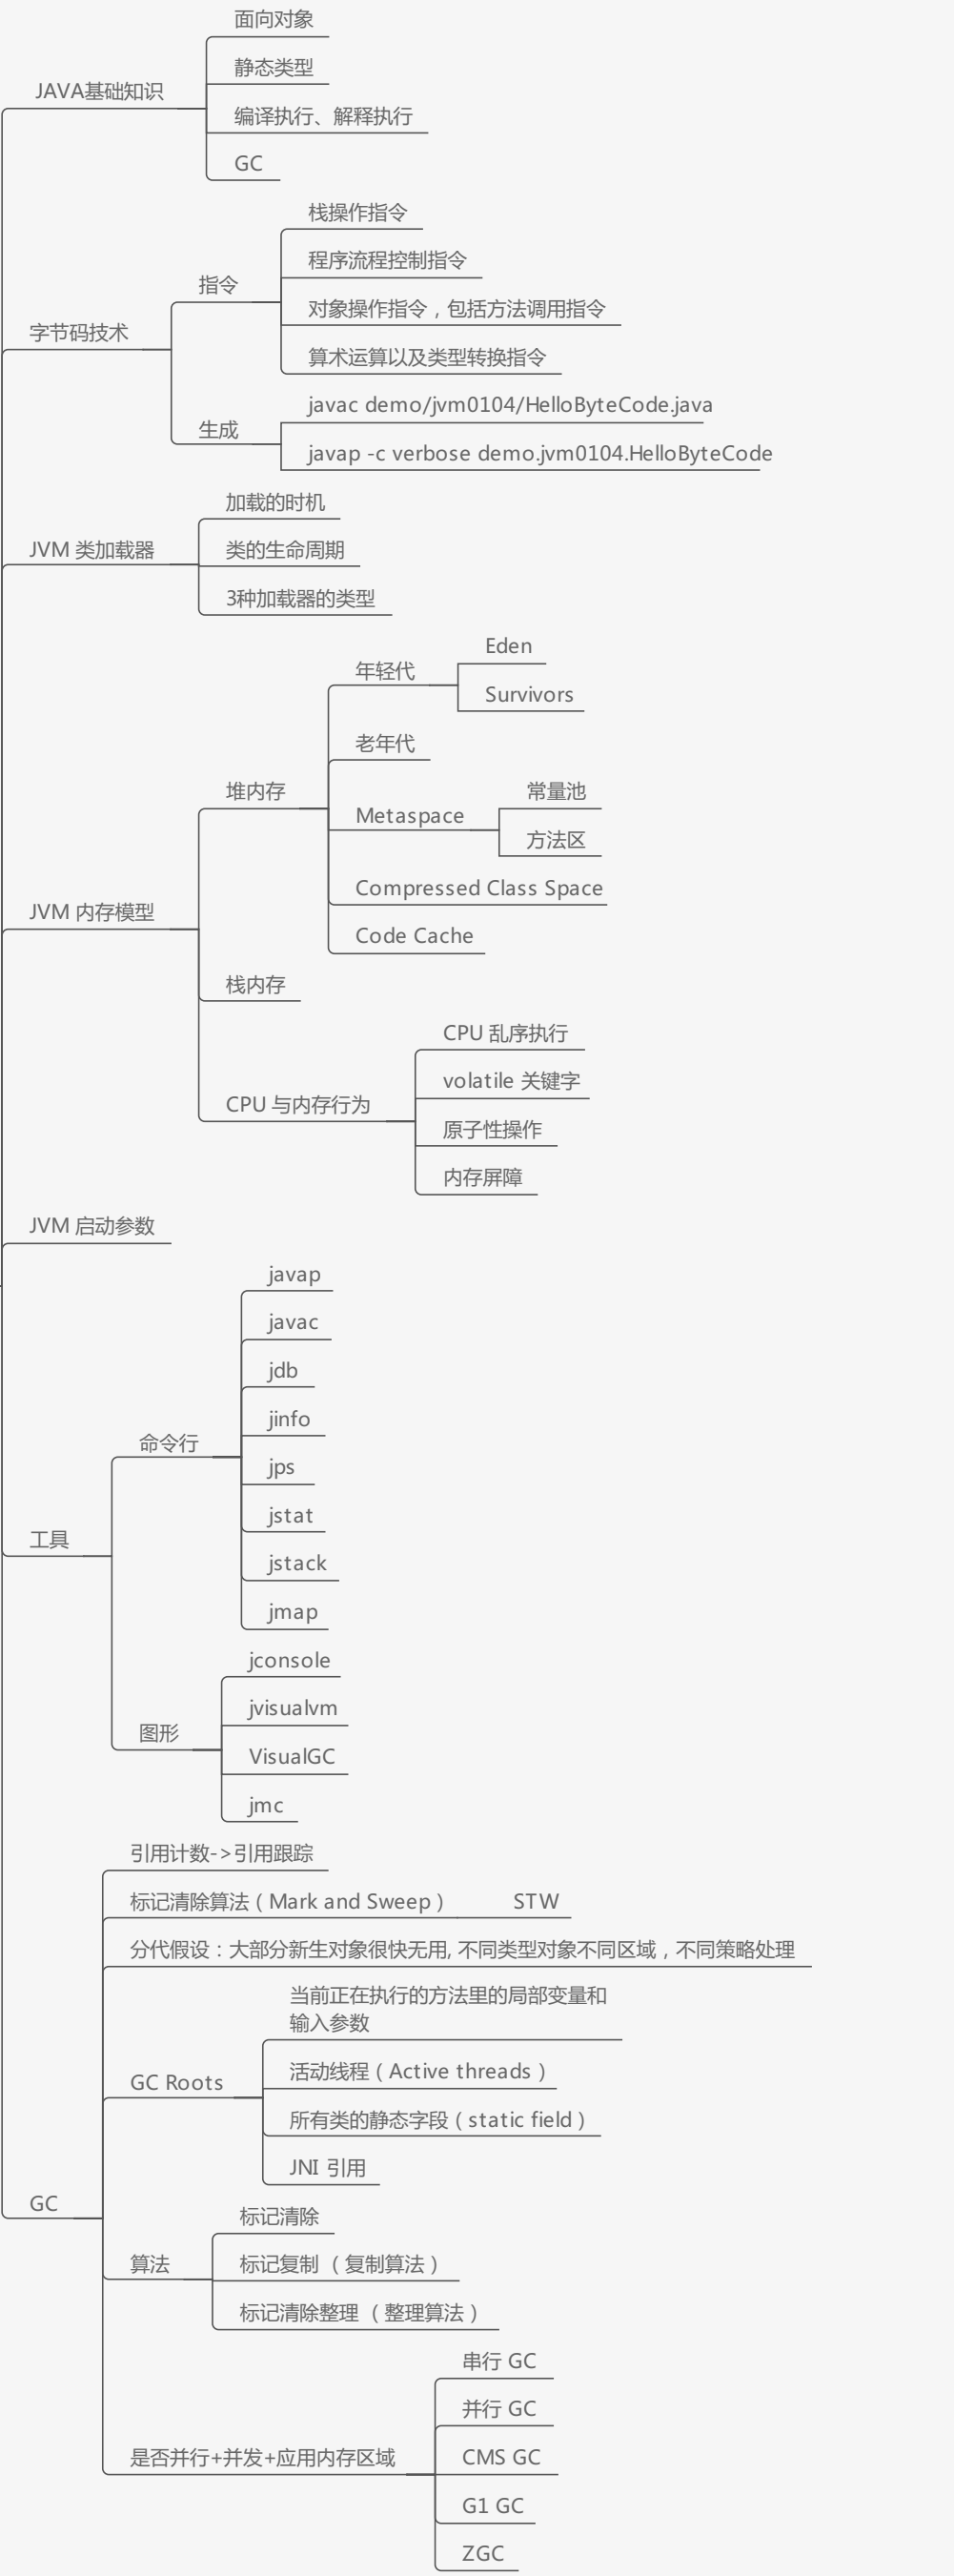 面向对象
静态类型
JAVA基础知识
编译执行、解释执行
GC
栈操作指令
程序流程控制指令
指令
对象操作指令，包括方法调用指令
字节码技术
算术运算以及类型转换指令
javac demo/jvm0104/HelloByteCode.java
生成
javap -c verbose demo.jvm0104.HelloByteCode
加载的时机
JVM 类加载器
类的生命周期
3种加载器的类型
Eden
年轻代
Survivors
老年代
堆内存
常量池
Metaspace
方法区
Compressed Class Space
JVM 内存模型
Code Cache
栈内存
CPU 乱序执行
volatile 关键字
CPU 与内存行为
原子性操作
内存屏障
JVM 启动参数
javap
javac
jdb
jinfo
命令行
jps
jstat
工具
jstack
jmap
jconsole
jvisualvm
图形
VisualGC
jmc
引用计数->引用跟踪
标记清除算法（Mark and Sweep）
STW
分代假设：大部分新生对象很快无用, 不同类型对象不同区域，不同策略处理
当前正在执行的方法里的局部变量和
输入参数
活动线程（Active threads）
GC Roots
所有类的静态字段（static field）
JNI 引用
GC
标记清除
算法
标记复制 （复制算法）
标记清除整理 （整理算法）
串行 GC
并行 GC
是否并行+并发+应用内存区域
CMS GC
G1 GC
ZGC